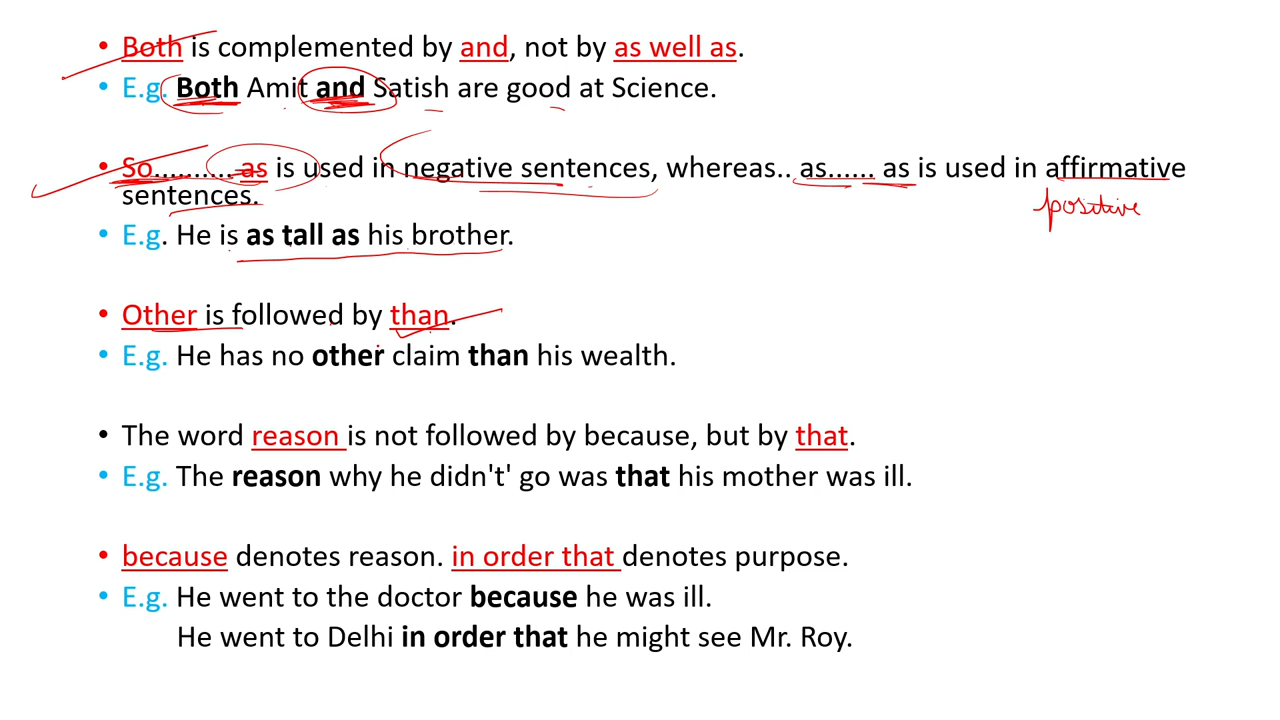 • Both is complemented by and, not by as well as.
• E.g. Both Amit and Satish are good at Science.
• So.......... as is used in negative sentences, whereas.. as...... as is used in affirmative
sentences.
positive
• E.g. He is as tall as his brother.
• Other is followed by than.
• E.g. He has no other claim than his wealth.
• The word reason is not followed by because, but by that.
• E.g. The reason why he didn't' go was that his mother was ill.
• because denotes reason. in order that denotes purpose.
• E.g. He went to the doctor because he was ill.
He went to Delhi in order that he might see Mr. Roy.